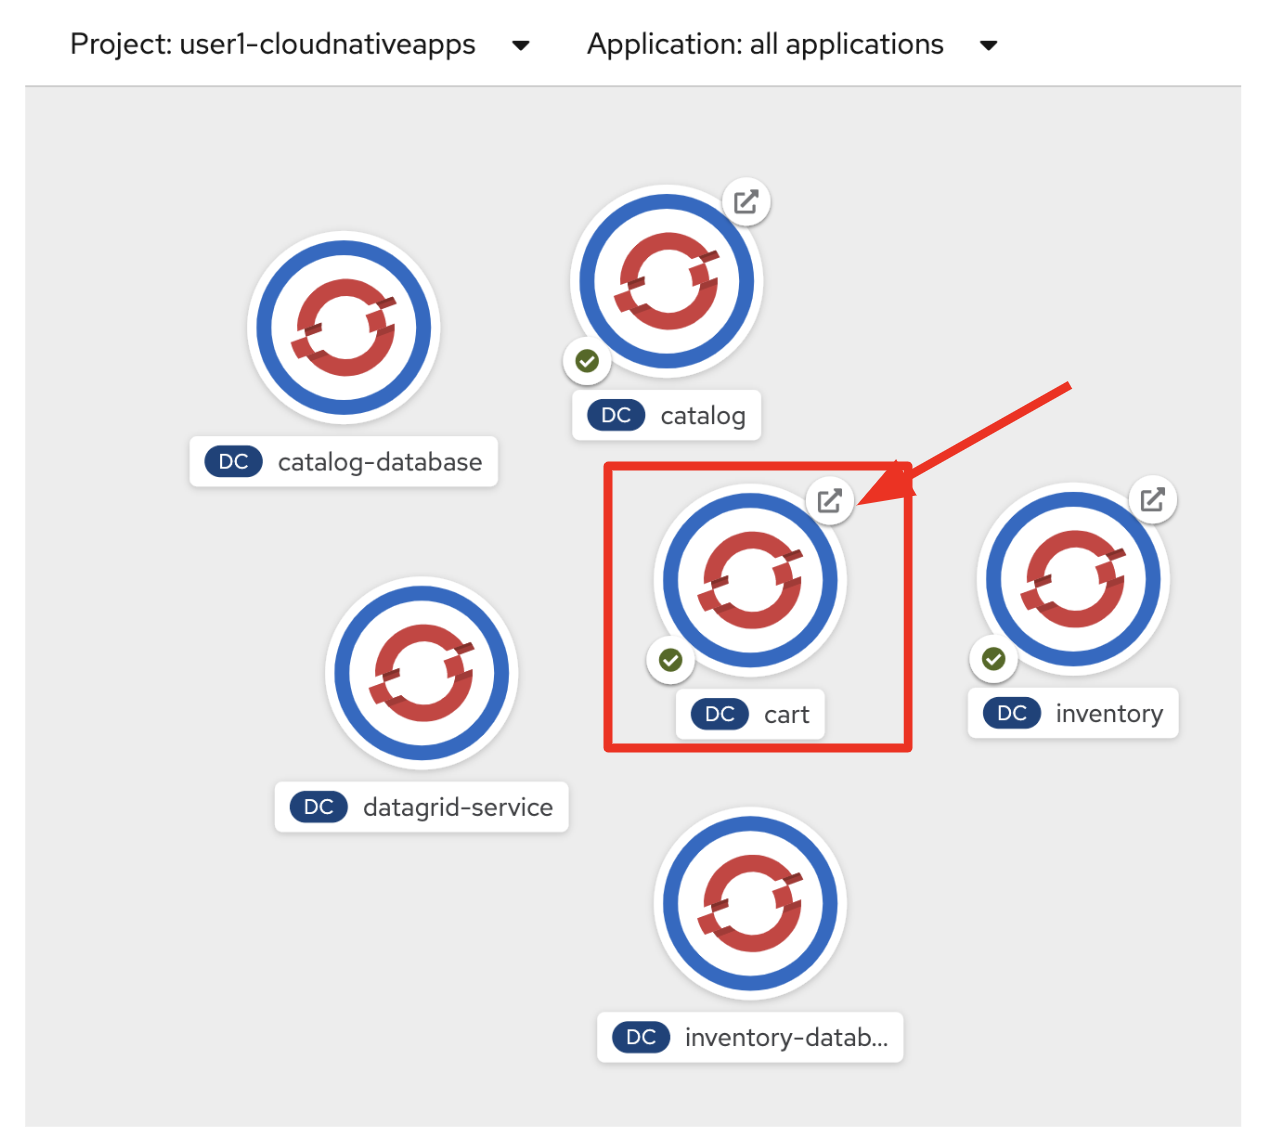 Project: user1-cloudnativeapps
Application: all applications
DC catalog
DC catalog-database
DC cart
DC inventory
DC datagrid-service
DC inventory-datab...